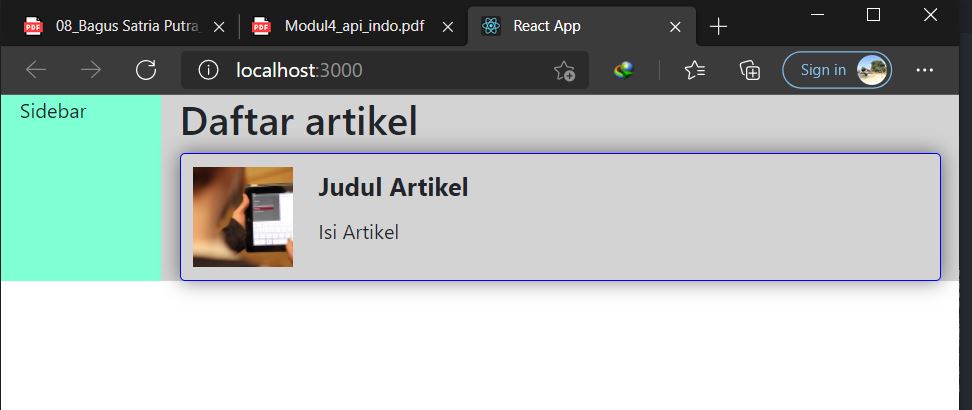 08_Bagus Satria Putra_
Modul4_api_indo.pdf
React App
localhost:3000
Sign in
Sidebar
Daftar artikel
Judul Artikel
Isi Artikel